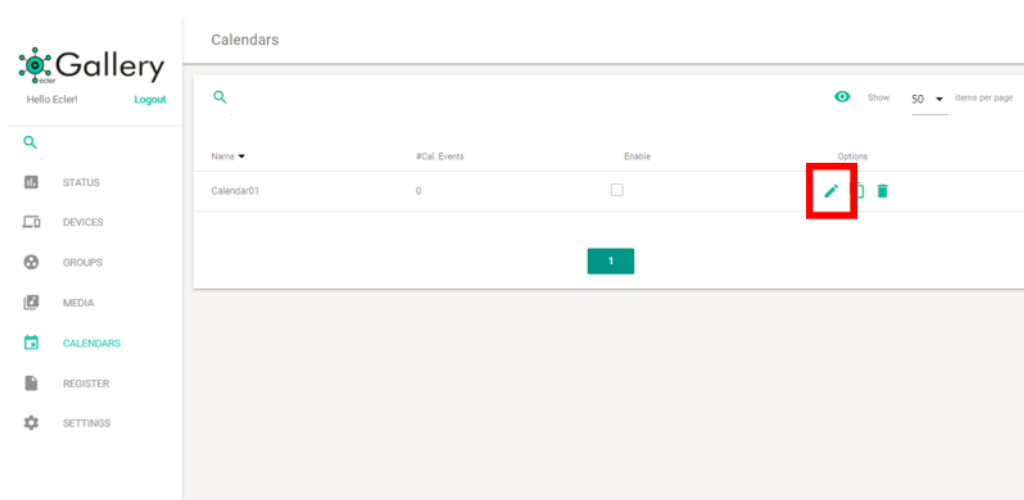 Gallery
ecler
Hello Ecler! Logout
STATUS
DEVICES
GROUPS
MEDIA
CALENDARS
REGISTER
SETTINGS
Calendars
Show 50 items per page
Name #Cal. Events Enable Options
Calendar01 0
1